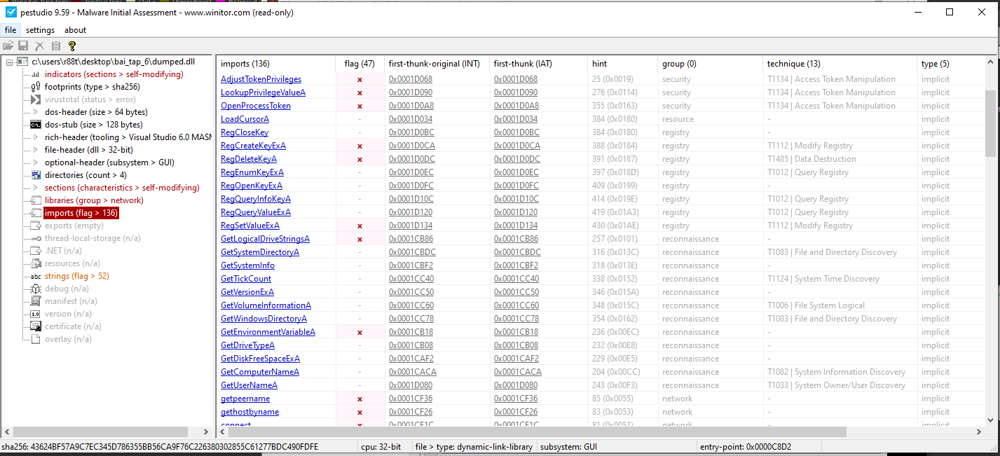 pestudio 9.59 - Malware Initial Assessment - www.winitor.com (read-only)
file settings about
c:\users\r88t\desktop\bai_tap_6\dumped.dll
indicators (sections > self-modifying)
footprints (type > sha256)
virustotal (status > error)
dos-header (size > 64 bytes)
dos-stub (size > 128 bytes)
rich-header (tooling > Visual Studio 6.0 MASM
file-header (dll > 32-bit)
optional-header (subsystem > GUI)
directories (count > 4)
sections (characteristics > self-modifying)
libraries (group > network)
imports (flag > 136)
exports (empty)
thread-local-storage (n/a)
.NET (n/a)
resources (n/a)
abc strings (flag > 52)
debug (n/a)
manifest (n/a)
1.0 version (n/a)
certificate (n/a)
overlay (n/a)
imports (136) flag (47) first-thunk-original (INT) first-thunk (IAT) hint group (0) technique (13) type (5)
AdjustTokenPrivileges x 0x0001D068 0x0001D068 25 (0x0019) security T1134 | Access Token Manipulation implicit
LookupPrivilegeValueA x 0x0001D090 0x0001D090 276 (0x0114) security T1134 | Access Token Manipulation implicit
OpenProcessToken x 0x0001D0A8 0x0001D0A8 355 (0x0163) security T1134 | Access Token Manipulation implicit
LoadCursorA - 0x0001D034 0x0001D034 384 (0x0180) resource - implicit
RegCloseKey - 0x0001D0BC 0x0001D0BC 384 (0x0180) registry - implicit
RegCreateKeyExA x 0x0001D0CA 0x0001D0CA 388 (0x0184) registry T1112 | Modify Registry implicit
RegDeleteKeyA x 0x0001D0DC 0x0001D0DC 391 (0x0187) registry T1485 | Data Destruction implicit
RegEnumKeyExA - 0x0001D0EC 0x0001D0EC 397 (0x018D) registry T1012 | Query Registry implicit
RegOpenKeyExA - 0x0001D0FC 0x0001D0FC 409 (0x0199) registry - implicit
RegQueryInfoKeyA - 0x0001D10C 0x0001D10C 414 (0x019E) registry T1012 | Query Registry implicit
RegQueryValueExA - 0x0001D120 0x0001D120 419 (0x01A3) registry T1012 | Query Registry implicit
RegSetValueExA x 0x0001D134 0x0001D134 430 (0x01AE) registry T1112 | Modify Registry implicit
GetLogicalDriveStringsA x 0x0001CB86 0x0001CB86 257 (0x0101) reconnaissance - implicit
GetSystemDirectoryA - 0x0001CBDC 0x0001CBDC 316 (0x013C) reconnaissance T1083 | File and Directory Discovery implicit
GetSystemInfo - 0x0001CBF2 0x0001CBF2 318 (0x013E) reconnaissance - implicit
GetTickCount - 0x0001CC40 0x0001CC40 338 (0x0152) reconnaissance T1124 | System Time Discovery implicit
GetVersionExA - 0x0001CC50 0x0001CC50 346 (0x015A) reconnaissance - implicit
GetVolumeInformationA - 0x0001CC60 0x0001CC60 348 (0x015C) reconnaissance T1006 | File System Logical implicit
GetWindowsDirectoryA - 0x0001CC78 0x0001CC78 354 (0x0162) reconnaissance T1083 | File and Directory Discovery implicit
GetEnvironmentVariableA x 0x0001CB18 0x0001CB18 236 (0x00EC) reconnaissance - implicit
GetDriveTypeA - 0x0001CB08 0x0001CB08 232 (0x00E8) reconnaissance - implicit
GetDiskFreeSpaceExA - 0x0001CAF2 0x0001CAF2 229 (0x00E5) reconnaissance - implicit
GetComputerNameA - 0x0001CACA 0x0001CACA 204 (0x00CC) reconnaissance T1082 | System Information Discovery implicit
GetUserNameA - 0x0001D080 0x0001D080 243 (0x00F3) reconnaissance T1033 | System Owner/User Discovery implicit
getpeername x 0x0001CF36 0x0001CF36 85 (0x0055) network - implicit
gethostbyname x 0x0001CF26 0x0001CF26 83 (0x0053) network - implicit
connect x 0x0001CF1C 0x0001CF1C 81 (0x0051) network - implicit
sha256: 43624BF57A9C7EC345D786355BB56CA9F76C226380302855C61277BDC490FDFE cpu: 32-bit file > type: dynamic-link-library subsystem: GUI entry-point: 0x0000C8D2